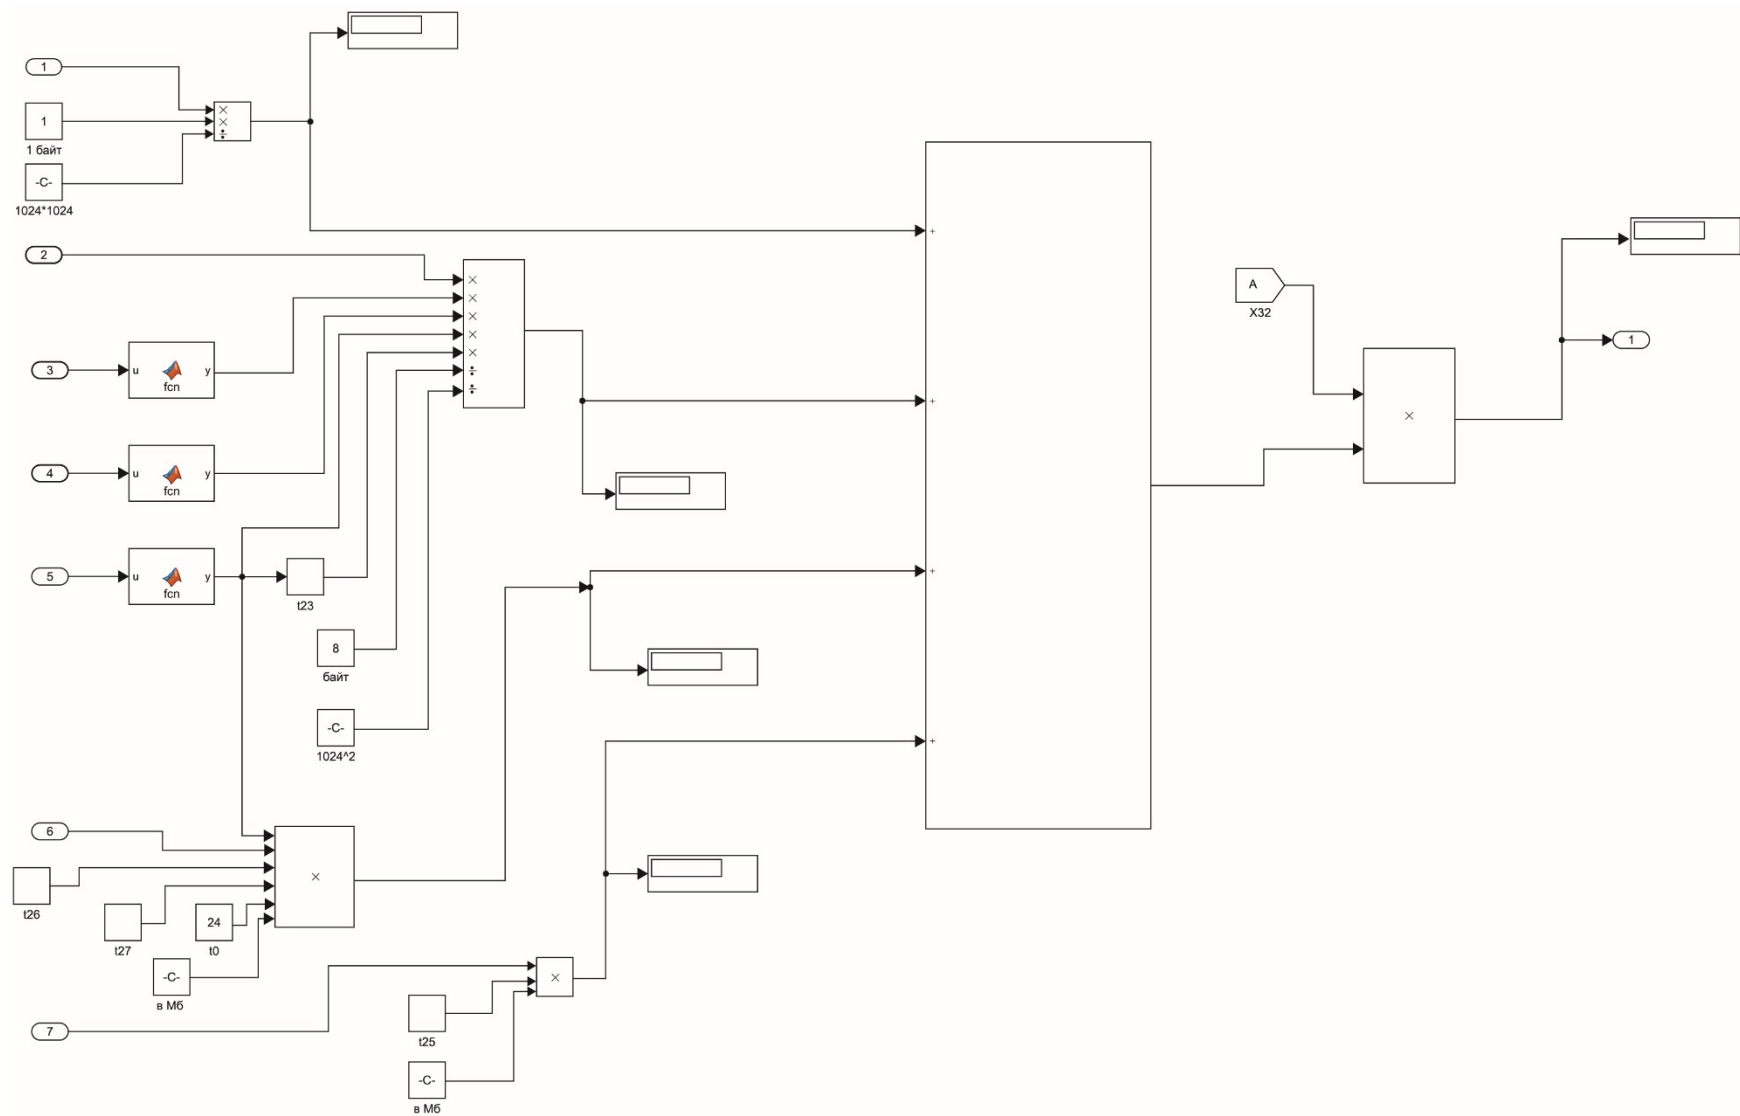 1
×
×
÷
1
1 байт
-C-
1024*1024
+
2
×
×
×
×
×
÷
÷
A
X32
3
u
y
fcn
1
+
×
4
u
y
fcn
5
u
y
fcn
t23
+
8
байт
-C-
1024^2
+
6
×
t26
t27
24
t0
-C-
в Мб
×
7
t25
-C-
в Мб